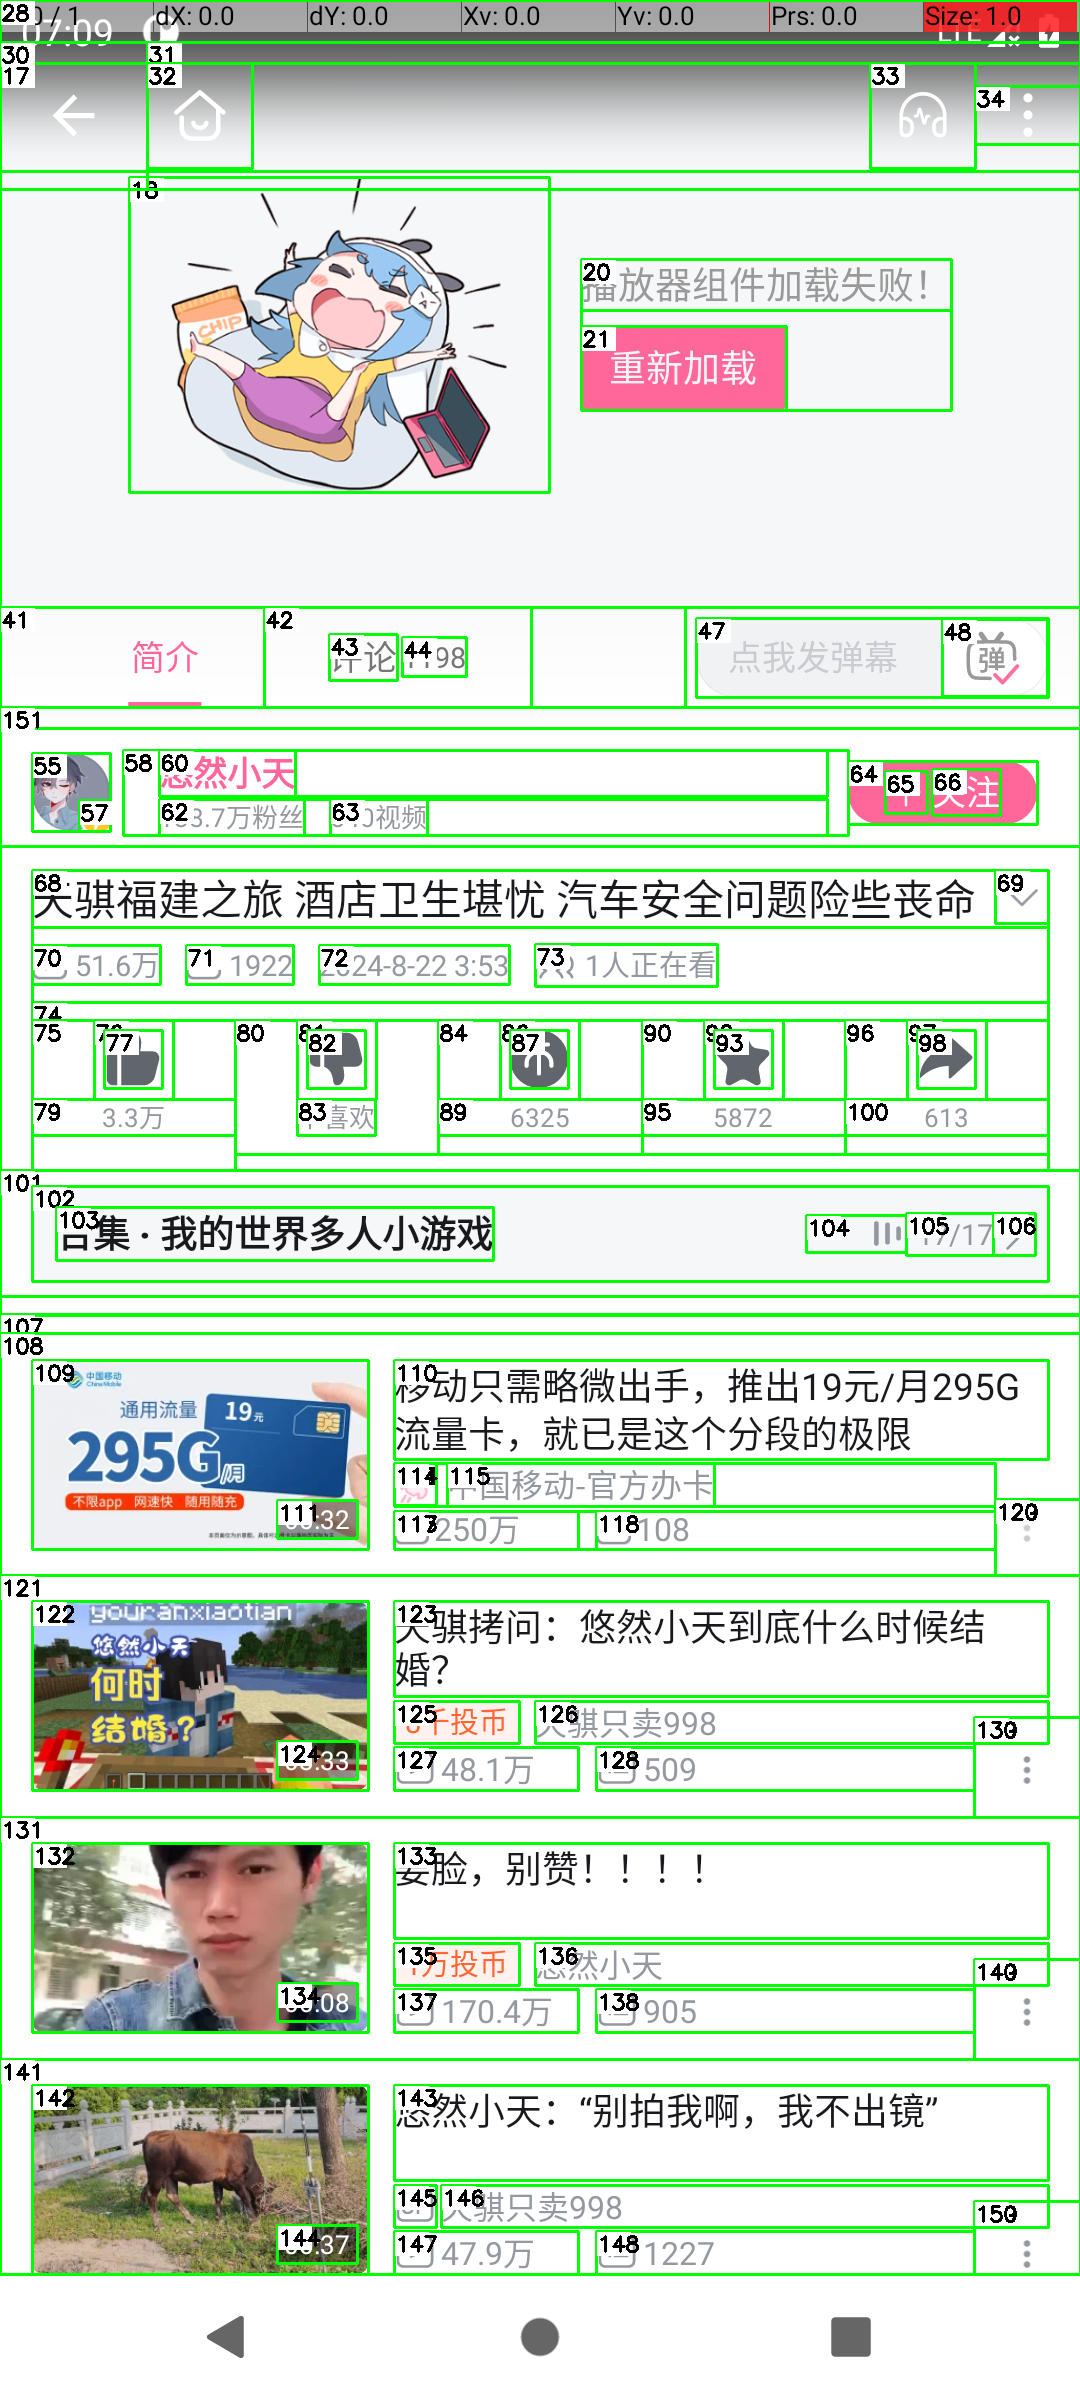 07:09
dX: 0.0
dY: 0.0
Xv: 0.0
Yv: 0.0
Prs: 0.0
Size: 1.0
LTE
CHIP
放器组件加载失败！
重新加载
简介
评论
点我发弹幕
弹
悠然小天
3.7万粉丝
视频
关注
天骐福建之旅 酒店卫生堪忧 汽车安全问题险些丧命
51.6万
1922
2024-8-22 3:53
1人正在看
3.3万
喜欢
6325
5872
613
合集 · 我的世界多人小游戏
17/17
中国移动
China Mobile
通用流量
19元
295G/月
不限app 网速快 随用随充
:32
移动只需略微出手，推出19元/月295G
流量卡，就已是这个分段的极限
中国移动-官方办卡
250万
108
youranxiaotian
悠然小天
何时
结婚？
:33
天骐拷问：悠然小天到底什么时候结
婚？
千投币
天骐只卖998
48.1万
509
:08
要脸，别赞！！！！
1万投币
悠然小天
170.4万
905
:37
悠然小天：“别拍我啊，我不出镜”
天骐只卖998
47.9万
1227
28
30
31
17
32
33
34
18
20
21
41
42
43
44
47
48
151
55
57
58
60
62
63
64
65
66
68
69
70
71
72
73
74
75
77
79
80
82
83
84
87
89
90
93
95
96
98
100
101
102
103
104
105
106
107
108
109
110
111
114
115
117
118
120
121
122
123
124
125
126
127
128
130
131
132
133
134
135
136
137
138
140
141
142
143
144
145
146
147
148
150